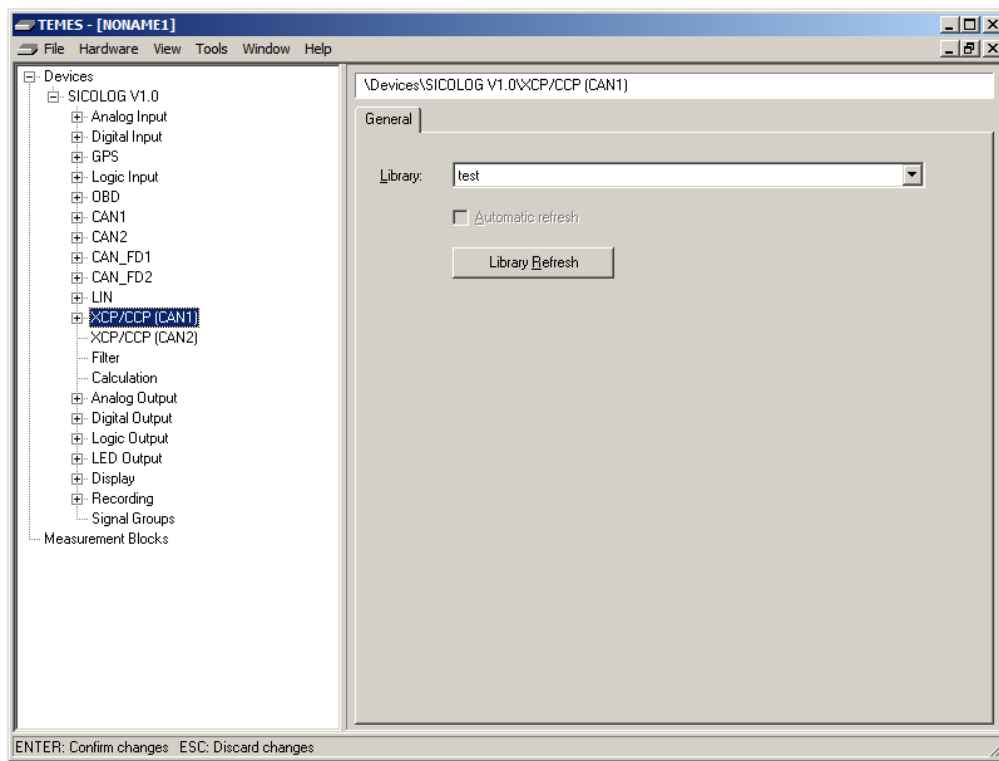 TEMES - [NONAME1]
File Hardware View Tools Window Help
Devices
SICOLOG V1.0
Analog Input
Digital Input
GPS
Logic Input
OBD
CAN1
CAN2
CAN_FD1
CAN_FD2
LIN
XCP/CCP (CAN1)
XCP/CCP (CAN2)
Filter
Calculation
Analog Output
Digital Output
Logic Output
LED Output
Display
Recording
Signal Groups
Measurement Blocks
\Devices\SICOLOG V1.0\XCP/CCP (CAN1)
General
Library: test
Automatic refresh
Library Refresh
ENTER: Confirm changes ESC: Discard changes